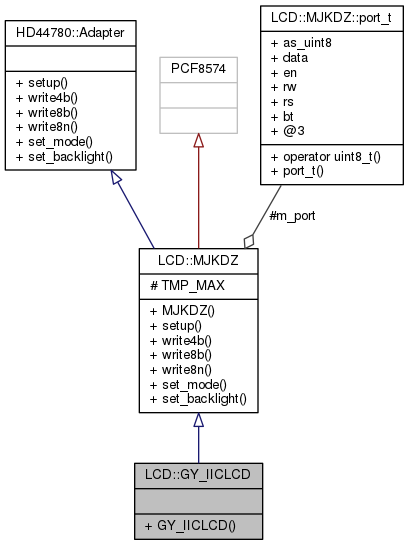 HD44780::Adapter
+ setup()
+ write4b()
+ write8b()
+ write8n()
+ set_mode()
+ set_backlight()
PCF8574
LCD::MJKDZ::port_t
+ as_uint8
+ data
+ en
+ rw
+ rs
+ bt
+ @3
+ operator uint8_t()
+ port_t()
#m_port
LCD::MJKDZ
# TMP_MAX
+ MJKDZ()
+ setup()
+ write4b()
+ write8b()
+ write8n()
+ set_mode()
+ set_backlight()
LCD::GY_IICLCD
+ GY_IICLCD()